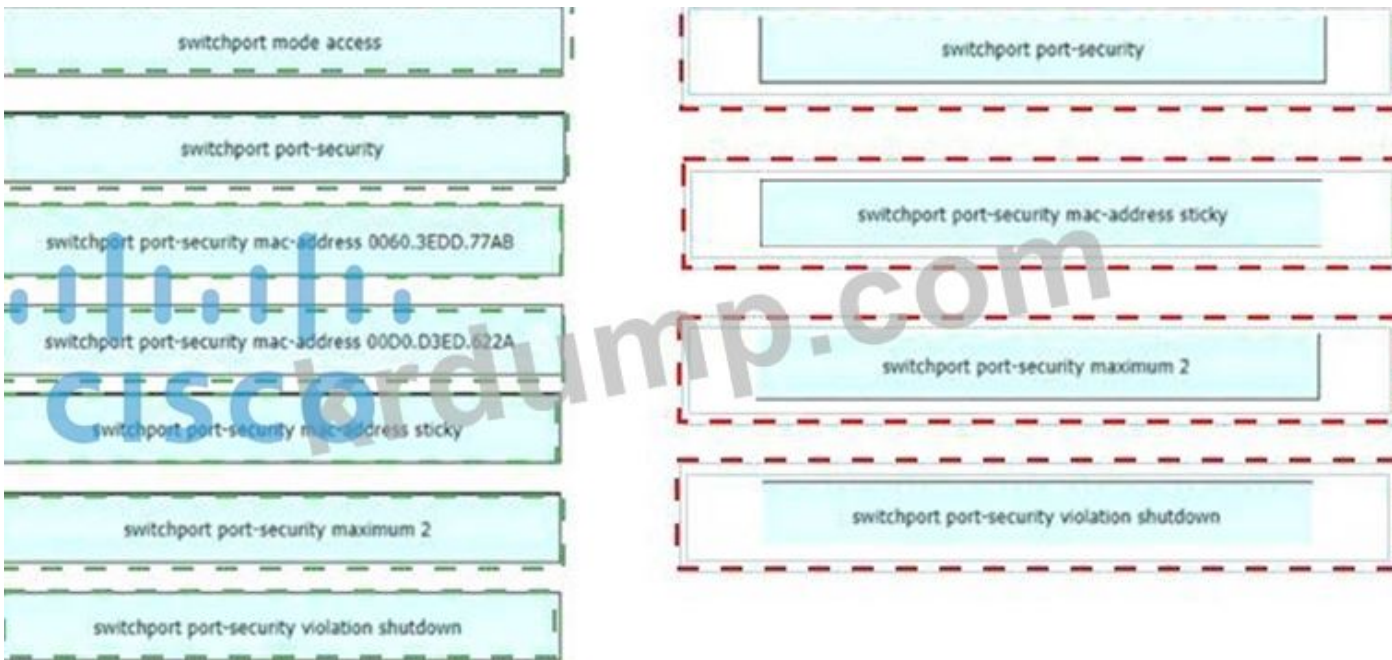 switchport mode access
switchport port-security
switchport port-security mac-address 0060.3EDD.77AB
switchport port-security mac-address 00D0.D3ED.622A
switchport port-security mac-address sticky
switchport port-security maximum 2
switchport port-security violation shutdown
switchport port-security
switchport port-security mac-address sticky
switchport port-security maximum 2
switchport port-security violation shutdown
CISCO
krdump.com